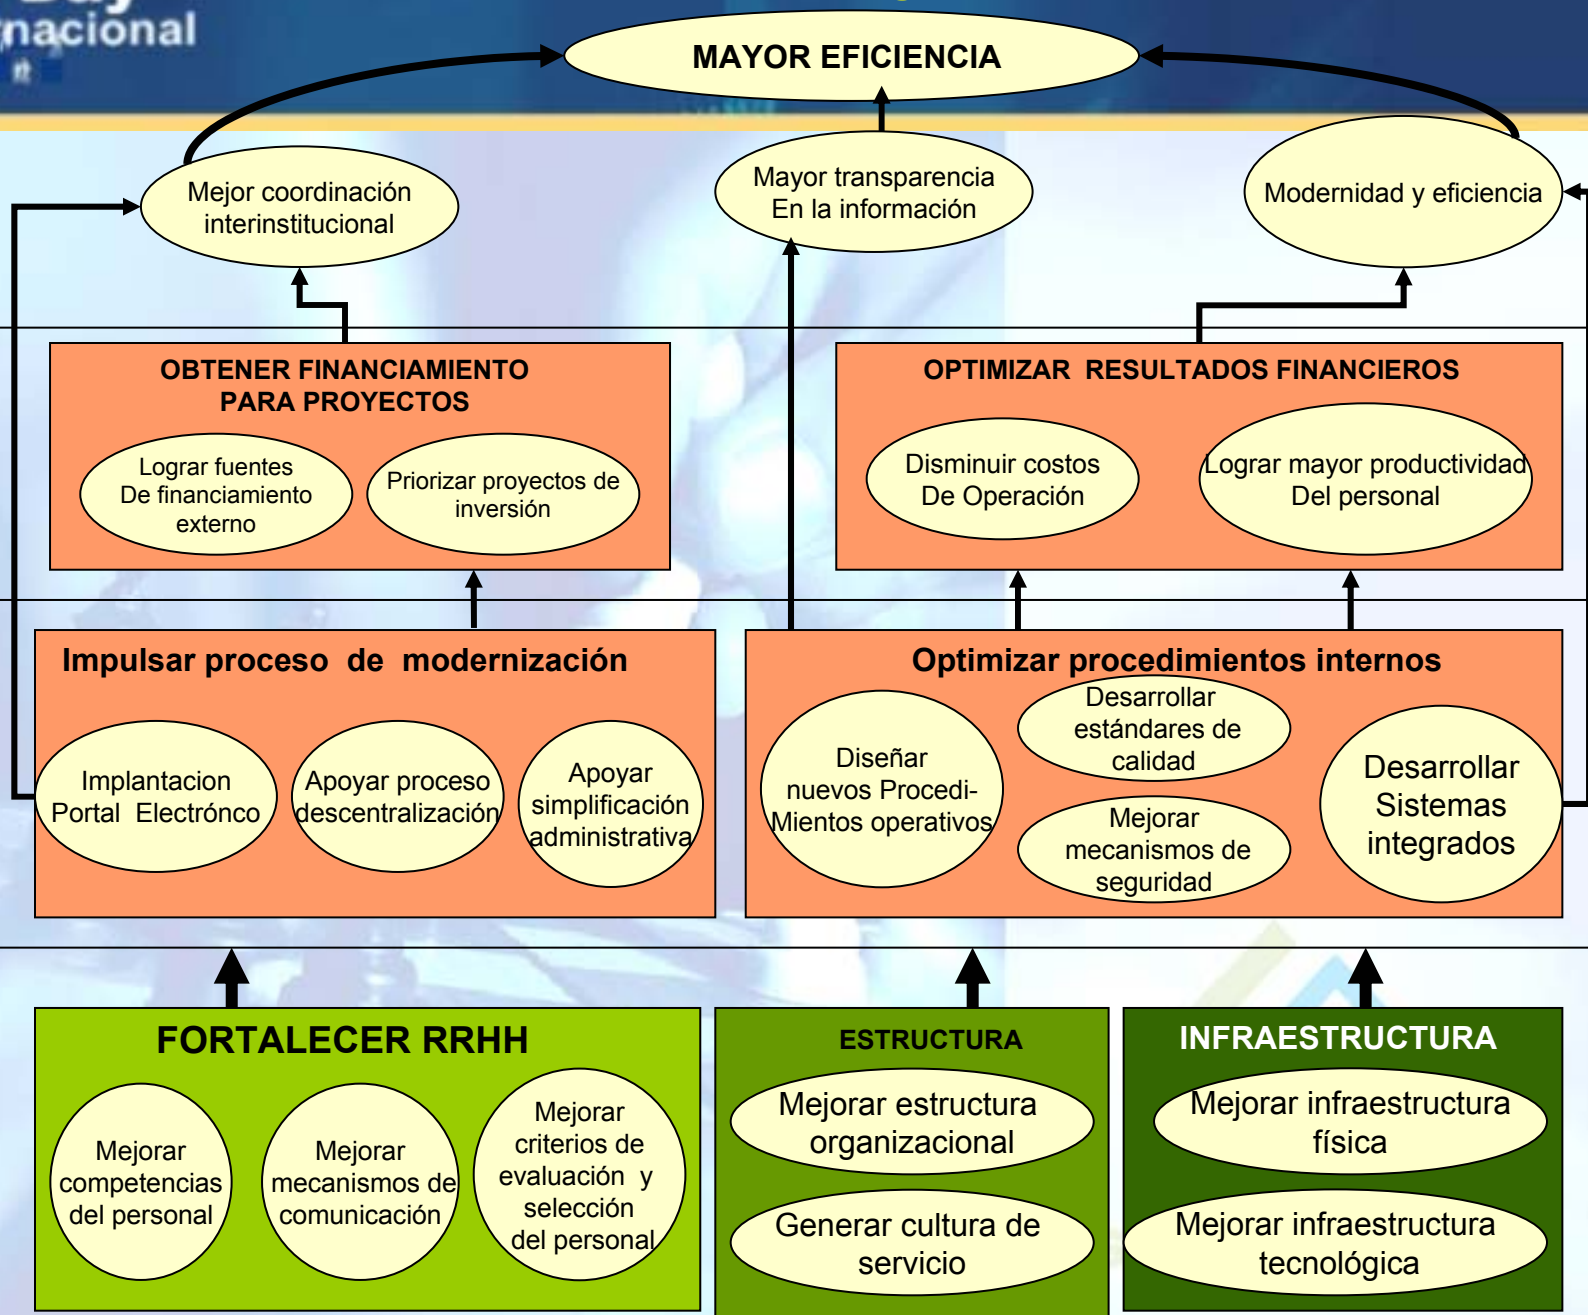 nacional
MAYOR EFICIENCIA
Mejor coordinación
interinstitucional
Mayor transparencia
En la información
Modernidad y eficiencia
OBTENER FINANCIAMIENTO
PARA PROYECTOS
Lograr fuentes
De financiamiento
externo
Priorizar proyectos de
inversión
OPTIMIZAR RESULTADOS FINANCIEROS
Disminuir costos
De Operación
Lograr mayor productividad
Del personal
Impulsar proceso de modernización
Implantacion
Portal Electrónco
Apoyar proceso
descentralización
Apoyar
simplificación
administrativa
Optimizar procedimientos internos
Diseñar
nuevos Procedi-
Mientos operativos
Desarrollar
estándares de
calidad
Mejorar
mecanismos de
seguridad
Desarrollar
Sistemas
integrados
FORTALECER RRHH
Mejorar
competencias
del personal
Mejorar
mecanismos de
comunicación
Mejorar
criterios de
evaluación y
selección
del personal
ESTRUCTURA
Mejorar estructura
organizacional
Generar cultura de
servicio
INFRAESTRUCTURA
Mejorar infraestructura
física
Mejorar infraestructura
tecnológica